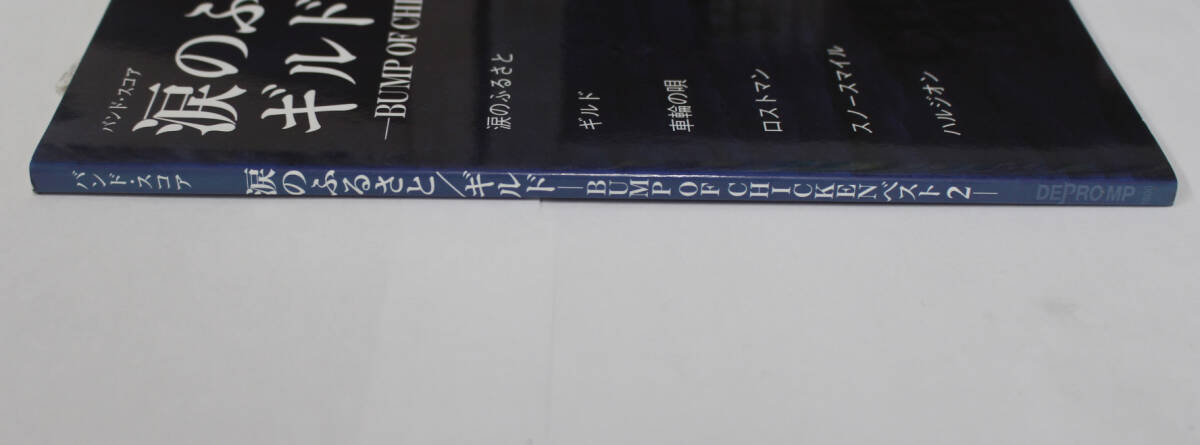 バンド・スコア
涙のふ
ギルド
—BUMP OF CHI
涙のふるさと
ギルド
車輪の唄
ロストマン
スノースマイル
ハルジオン
バンド・スコア 涙のふるさと/ギルド —BUMP OF CHICKENベスト2— DEPROMP